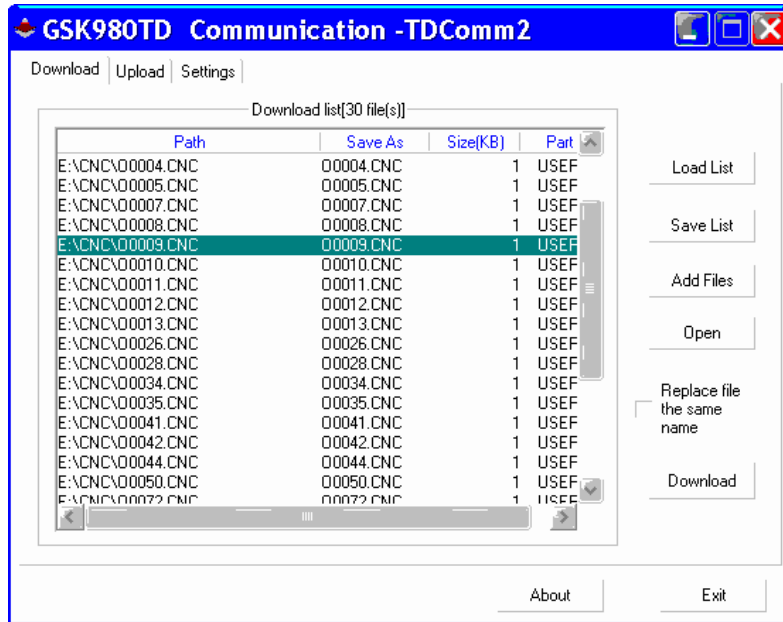 GSK980TD Communication -TDComm2
Download Upload Settings
Download list[30 file(s)]
Path Save As Size(KB) Part
E:\CNC\O0004.CNC O0004.CNC 1 USEF
E:\CNC\O0005.CNC O0005.CNC 1 USEF
E:\CNC\O0007.CNC O0007.CNC 1 USEF
E:\CNC\O0008.CNC O0008.CNC 1 USEF
E:\CNC\O0009.CNC O0009.CNC 1 USEF
E:\CNC\O0010.CNC O0010.CNC 1 USEF
E:\CNC\O0011.CNC O0011.CNC 1 USEF
E:\CNC\O0012.CNC O0012.CNC 1 USEF
E:\CNC\O0013.CNC O0013.CNC 1 USEF
E:\CNC\O0026.CNC O0026.CNC 1 USEF
E:\CNC\O0028.CNC O0028.CNC 1 USEF
E:\CNC\O0034.CNC O0034.CNC 1 USEF
E:\CNC\O0035.CNC O0035.CNC 1 USEF
E:\CNC\O0041.CNC O0041.CNC 1 USEF
E:\CNC\O0042.CNC O0042.CNC 1 USEF
E:\CNC\O0044.CNC O0044.CNC 1 USEF
E:\CNC\O0050.CNC O0050.CNC 1 USEF
E:\CNC\O0072.CNC O0072.CNC 1 USEF
Load List
Save List
Add Files
Open
Replace file
the same
name
Download
About Exit